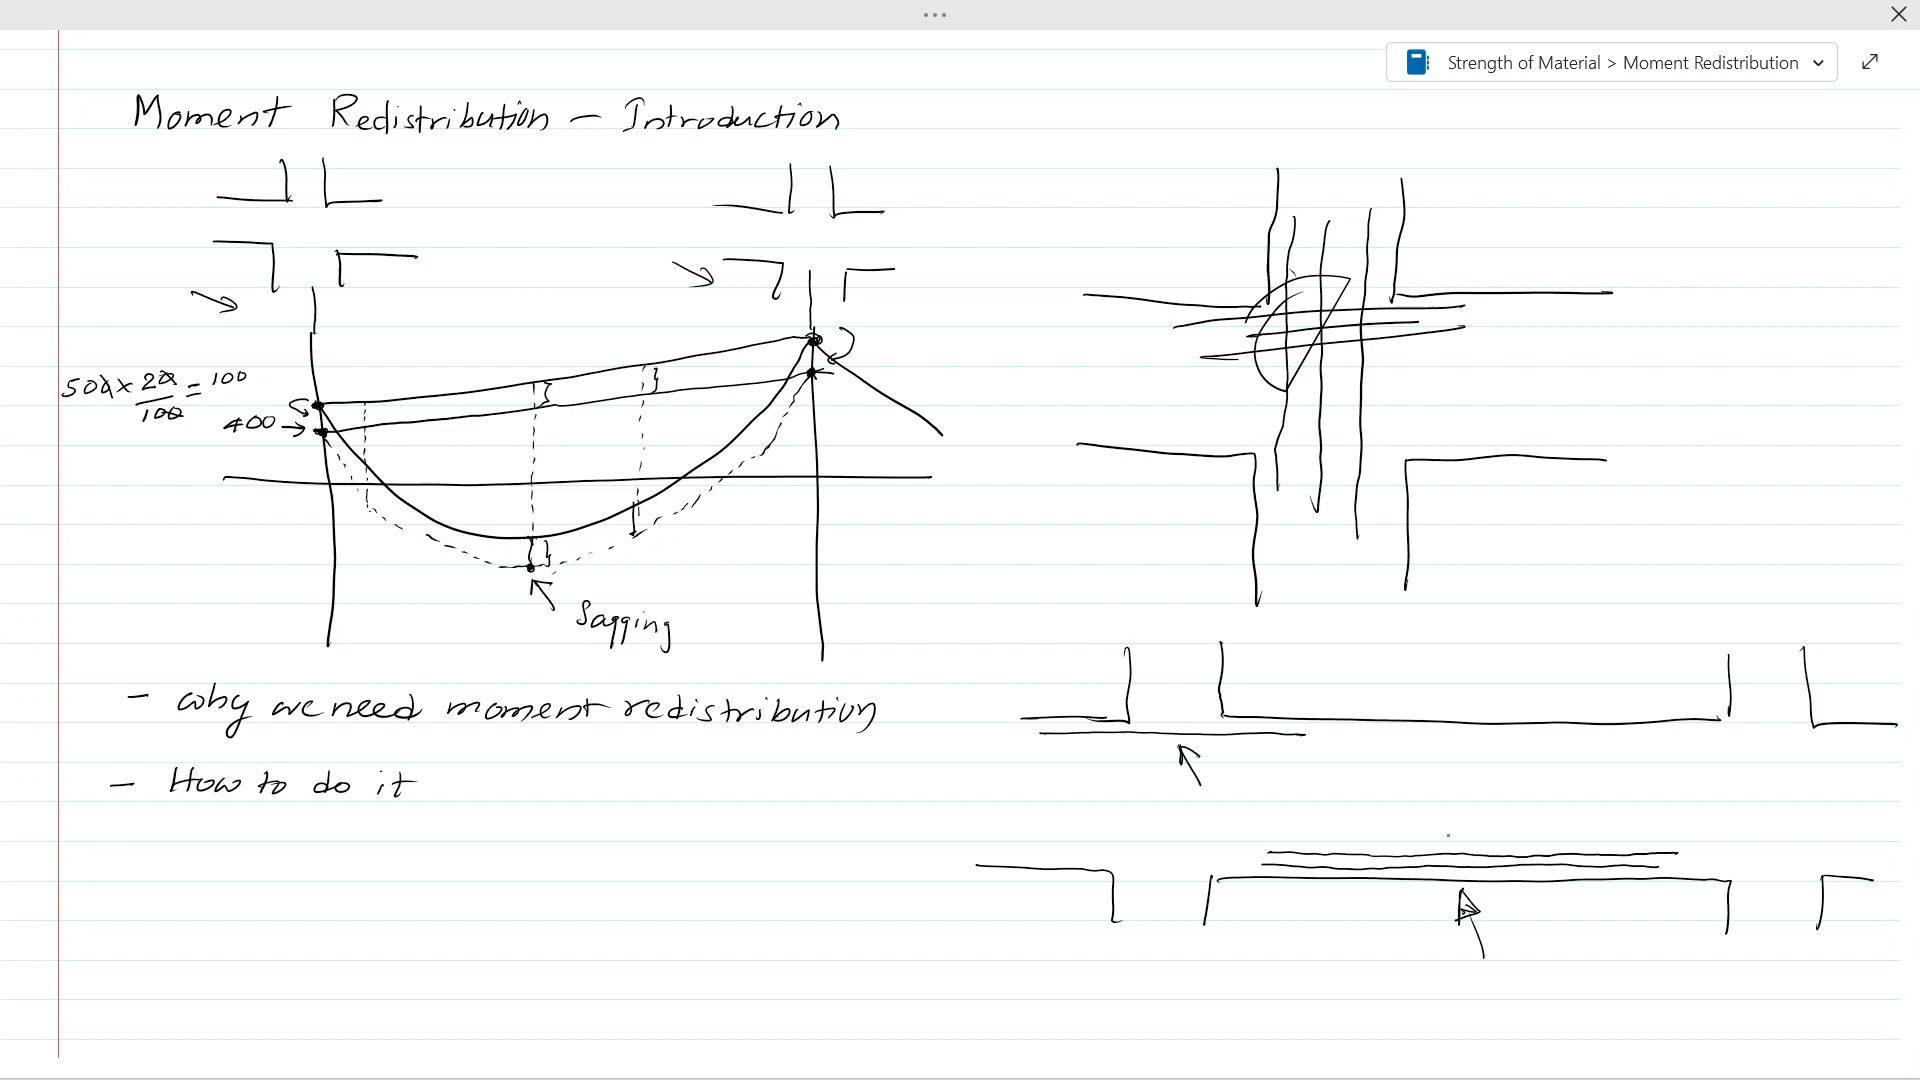 Strength of Material > Moment Redistribution
Moment Redistribution - Introduction
500 x 20/100 = 100
400
Sagging
- why we need moment redistribution
- How to do it